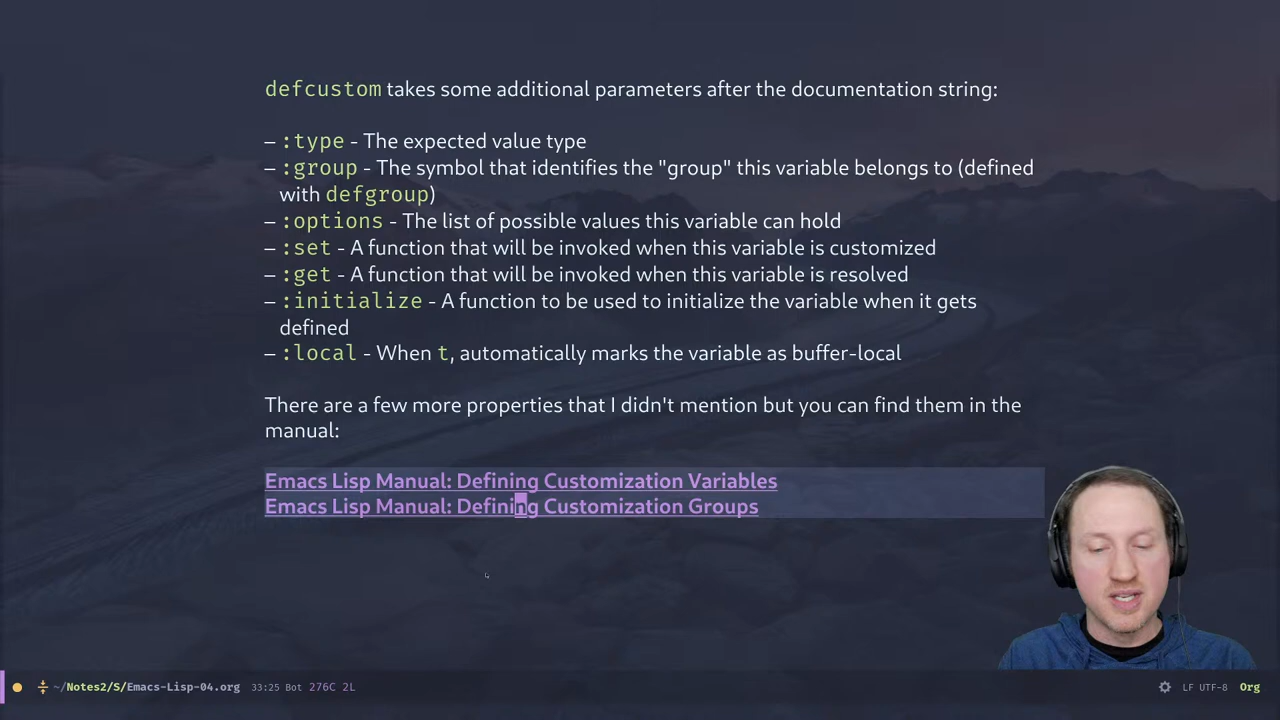 defcustom takes some additional parameters after the documentation string:
– :type - The expected value type
– :group - The symbol that identifies the "group" this variable belongs to (defined
with defgroup)
– :options - The list of possible values this variable can hold
– :set - A function that will be invoked when this variable is customized
– :get - A function that will be invoked when this variable is resolved
– :initialize - A function to be used to initialize the variable when it gets
defined
– :local - When t, automatically marks the variable as buffer-local
There are a few more properties that I didn't mention but you can find them in the
manual:
Emacs Lisp Manual: Defining Customization Variables
Emacs Lisp Manual: Defining Customization Groups
~/Notes2/S/Emacs-Lisp-04.org 33:25 Bot 276C 2L LF UTF-8 Org